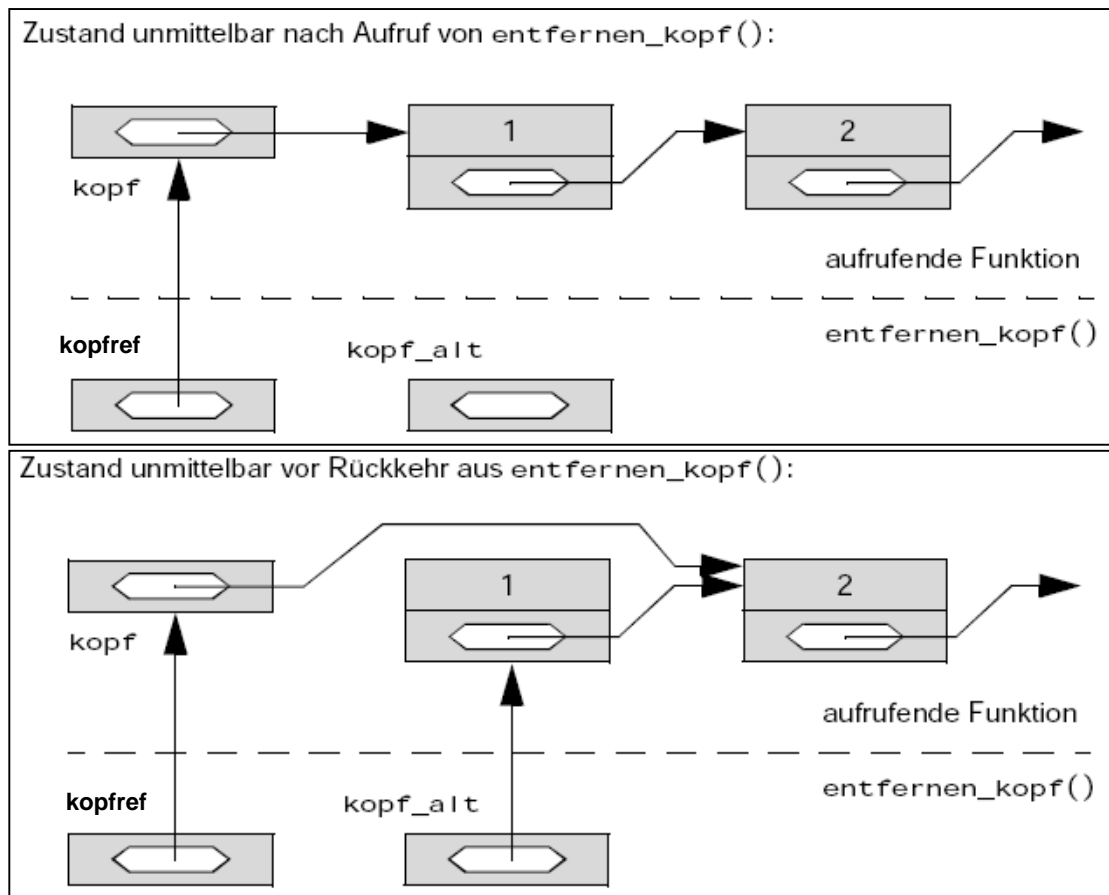 Zustand unmittelbar nach Aufruf von entfernen_kopf():
1
2
kopf
aufrufende Funktion
entfernen_kopf()
kopfref
kopf_alt
Zustand unmittelbar vor Rückkehr aus entfernen_kopf():
1
2
kopf
aufrufende Funktion
entfernen_kopf()
kopfref
kopf_alt